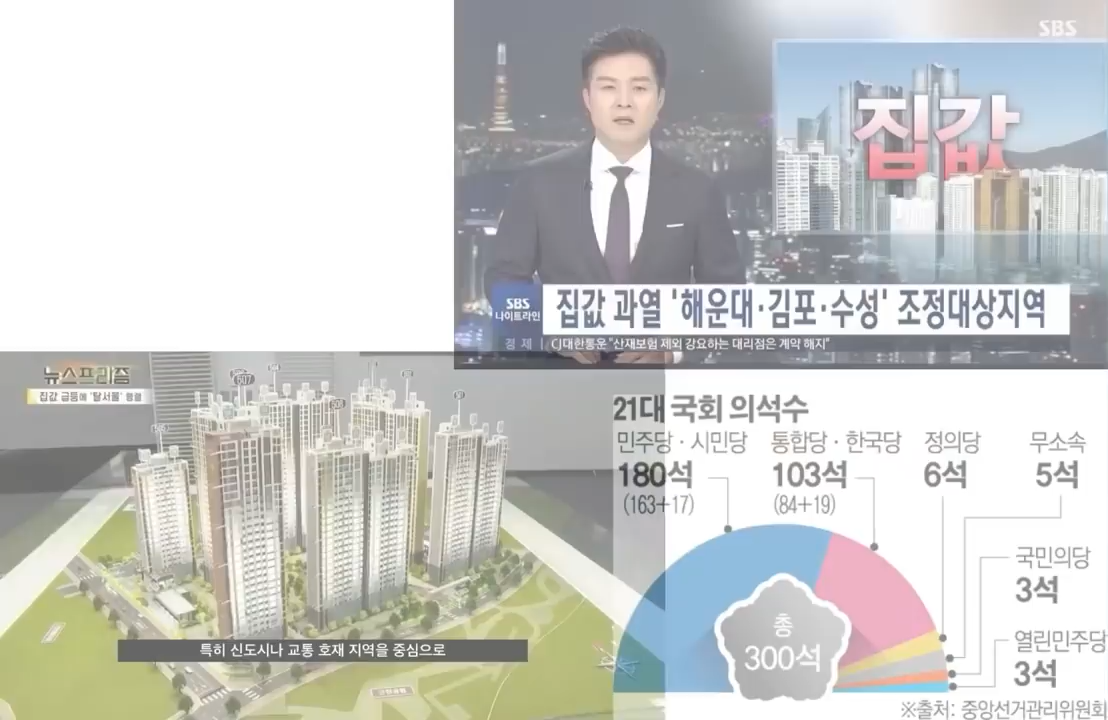 SBS
집값
SBS
나이트라인
집값 과열 '해운대·김포·수성' 조정대상지역
경제 | CJ대한통운 "산재보험 제외 강요하는 대리점은 계약 해지"
뉴스프리즘
집값 급등에 '탈서울' 행렬
607
특히 신도시나 교통 호재 지역을 중심으로
21대 국회 의석수
민주당·시민당
180석
(163+17)
통합당·한국당
103석
(84+19)
정의당
6석
무소속
5석
국민의당
3석
열린민주당
3석
총
300석
※출처: 중앙선거관리위원회